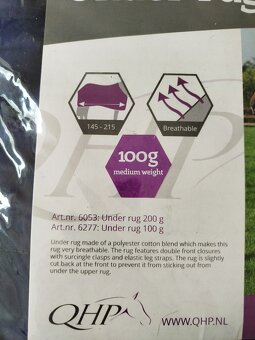 145 - 215
Breathable
100g
medium weight
Art.nr. 6053: Under rug 200 g
Art.nr. 6277: Under rug 100 g
Under rug made of a polyester cotton blend which makes this
rug very breathable. The rug features double front closures
with surcingle clasps and elastic leg straps. The rug is slightly
cut back at the front to prevent it from sticking out from
under the upper rug.
QHP
WWW.QHP.NL